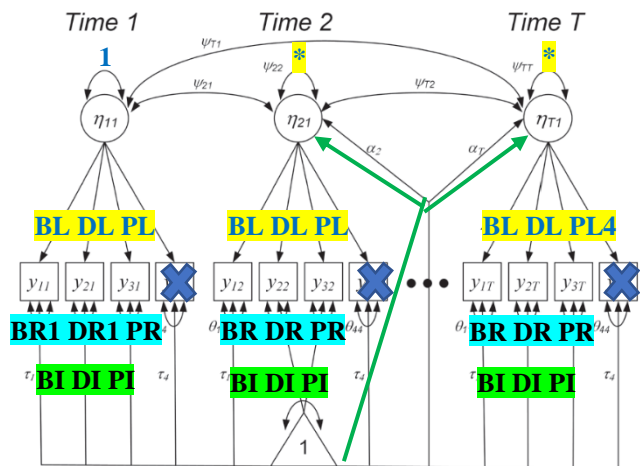 Time 1 Time 2 Time T
ψT1
1 * *
ψ22 ψTT
ψ21 ψT2
η11 η21 ηT1
α2 αT
BL DL PL BL DL PL BL DL PL4
y11 y21 y31 y12 y22 y32 y1T y2T y3T
BR1 DR1 PR 4 θ1 BR DR PR θ44 θ1 BR DR PR θ44
τ1 BI DI PI τ4 τ1 BI DI PI τ4 BI DI PI τ4
1